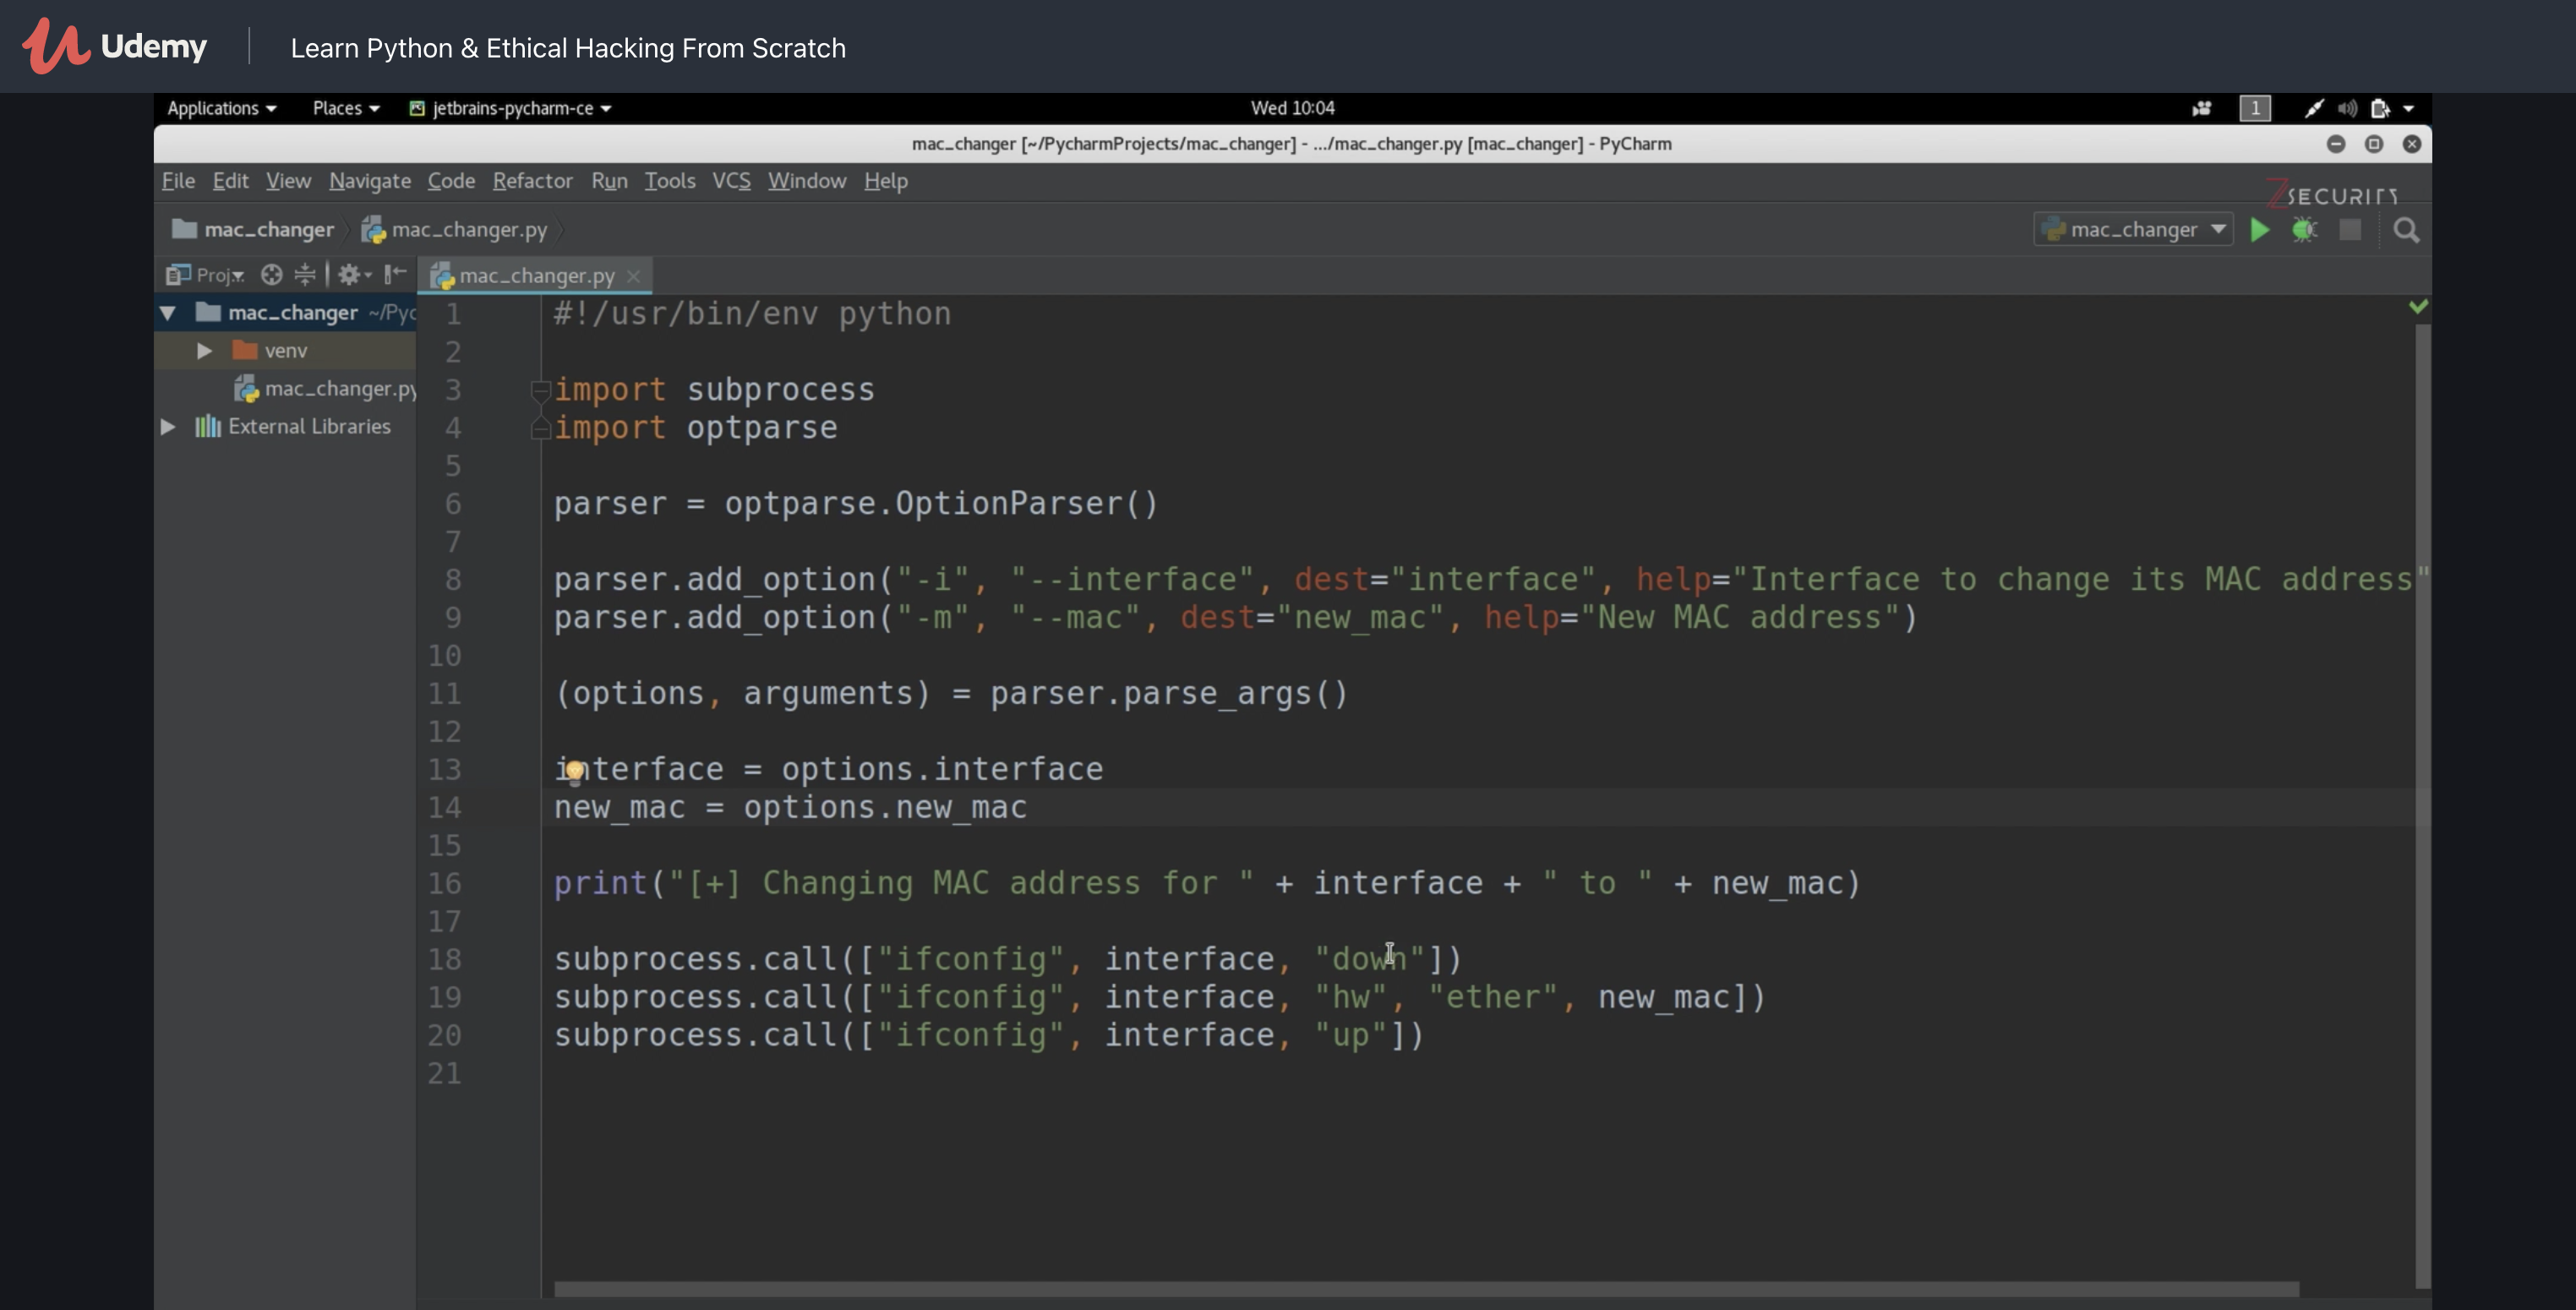 Udemy
Learn Python & Ethical Hacking From Scratch
Applications Places jetbrains-pycharm-ce Wed 10:04 1
mac_changer [~/PycharmProjects/mac_changer] - .../mac_changer.py [mac_changer] - PyCharm
File Edit View Navigate Code Refactor Run Tools VCS Window Help
ZSECURITY
mac_changer mac_changer.py mac_changer
Proj... mac_changer.py
mac_changer ~/Pyc
venv
mac_changer.py
External Libraries
1 #!/usr/bin/env python
2
3 import subprocess
4 import optparse
5
6 parser = optparse.OptionParser()
7
8 parser.add_option("-i", "--interface", dest="interface", help="Interface to change its MAC address"
9 parser.add_option("-m", "--mac", dest="new_mac", help="New MAC address")
10
11 (options, arguments) = parser.parse_args()
12
13 interface = options.interface
14 new_mac = options.new_mac
15
16 print("[+] Changing MAC address for " + interface + " to " + new_mac)
17
18 subprocess.call(["ifconfig", interface, "down"])
19 subprocess.call(["ifconfig", interface, "hw", "ether", new_mac])
20 subprocess.call(["ifconfig", interface, "up"])
21